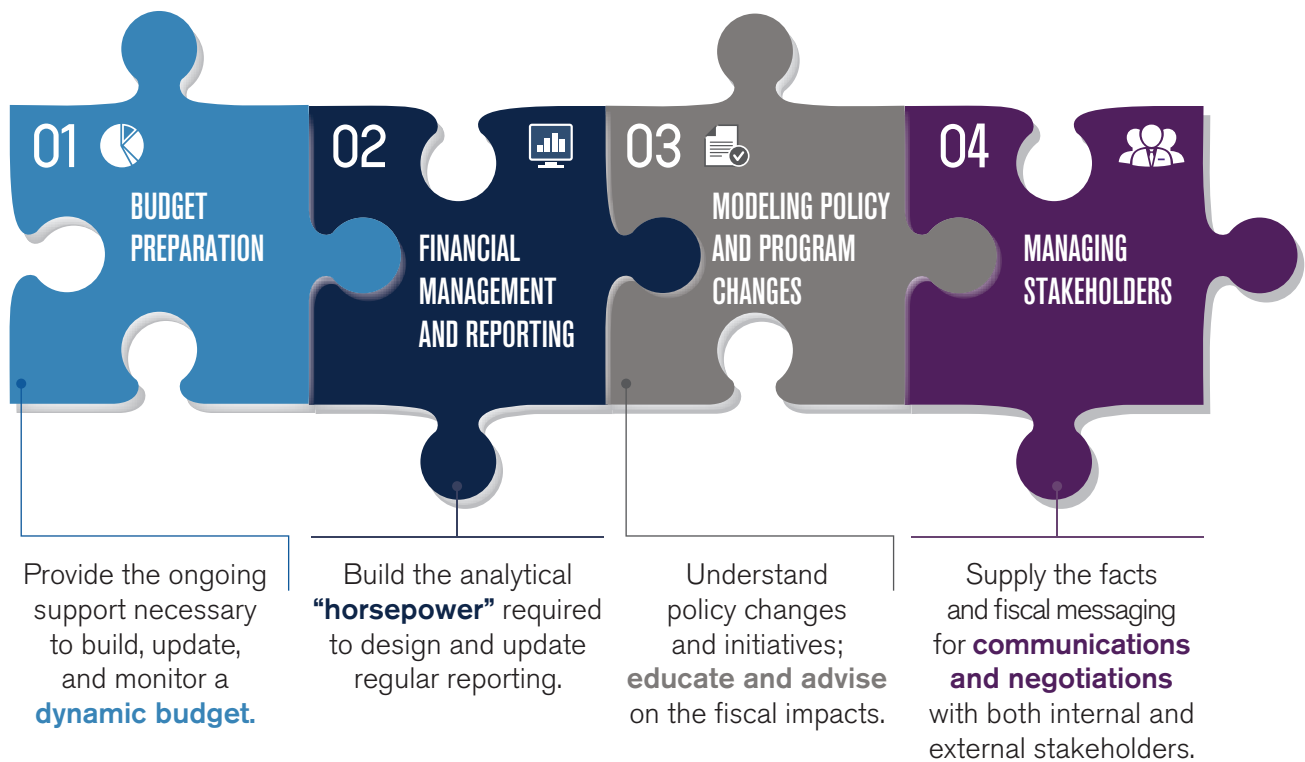 01
BUDGET
PREPARATION
02
FINANCIAL
MANAGEMENT
AND REPORTING
03
MODELING POLICY
AND PROGRAM
CHANGES
04
MANAGING
STAKEHOLDERS
Provide the ongoing
support necessary
to build, update,
and monitor a
dynamic budget.
Build the analytical
“horsepower” required
to design and update
regular reporting.
Understand
policy changes
and initiatives;
educate and advise
on the fiscal impacts.
Supply the facts
and fiscal messaging
for communications
and negotiations
with both internal and
external stakeholders.